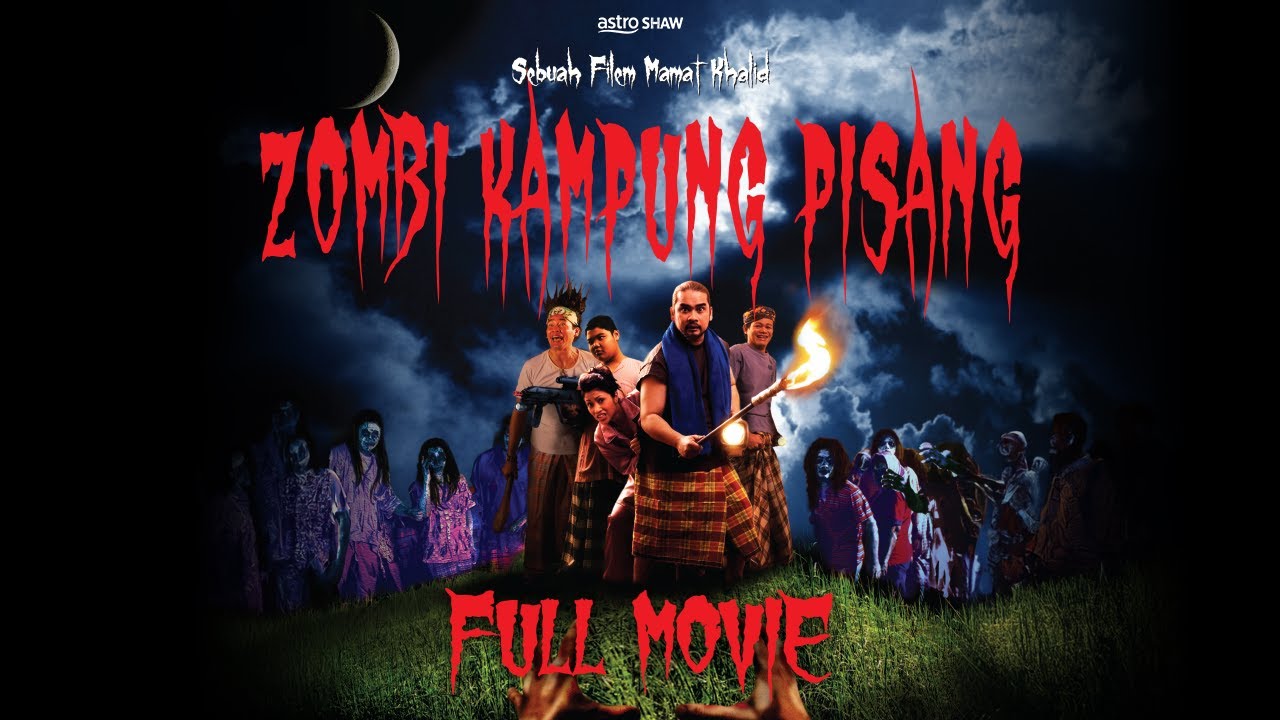 astro SHAW
Sebuah Filem Mamat Khalid
ZOMBI KAMPUNG PISANG
FULL MOVIE